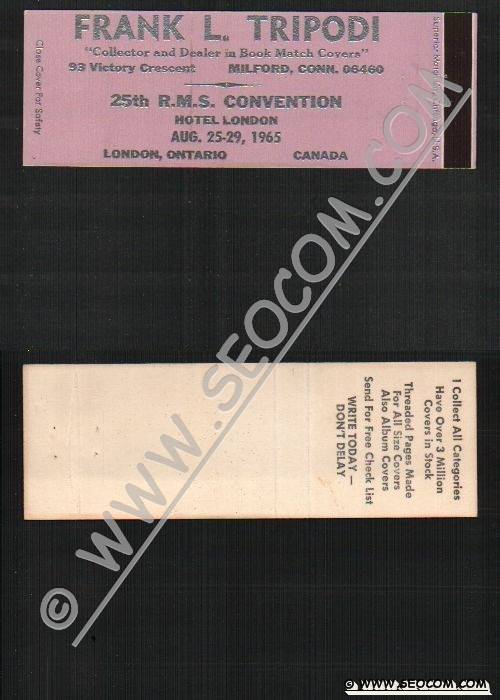 FRANK L. TRIPODI
"Collector and Dealer in Book Match Covers"
93 Victory Crescent MILFORD, CONN. 06460
25th R.M.S. CONVENTION
HOTEL LONDON
AUG. 25-29, 1965
LONDON, ONTARIO CANADA
Close Cover For Safety
Superior Match U.S.A.
I Collect All Categories
Have Over 3 Million
Covers in Stock
Threaded Pages Made
For All Size Covers
Also Album Covers
Send For Free Check List
WRITE TODAY —
DON'T DELAY
© WWW.SEOCOM.COM
© WWW.SEOCOM.COM